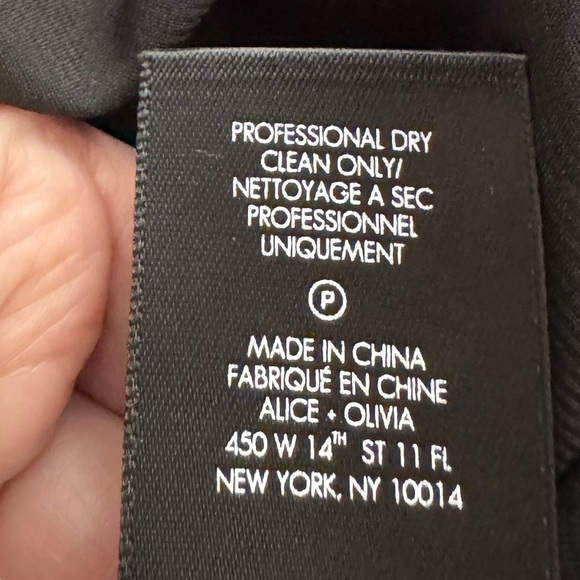 PROFESSIONAL DRY
CLEAN ONLY/
NETTOYAGE A SEC
PROFESSIONNEL
UNIQUEMENT
P
MADE IN CHINA
FABRIQUÉ EN CHINE
ALICE + OLIVIA
450 W 14TH ST 11 FL
NEW YORK, NY 10014